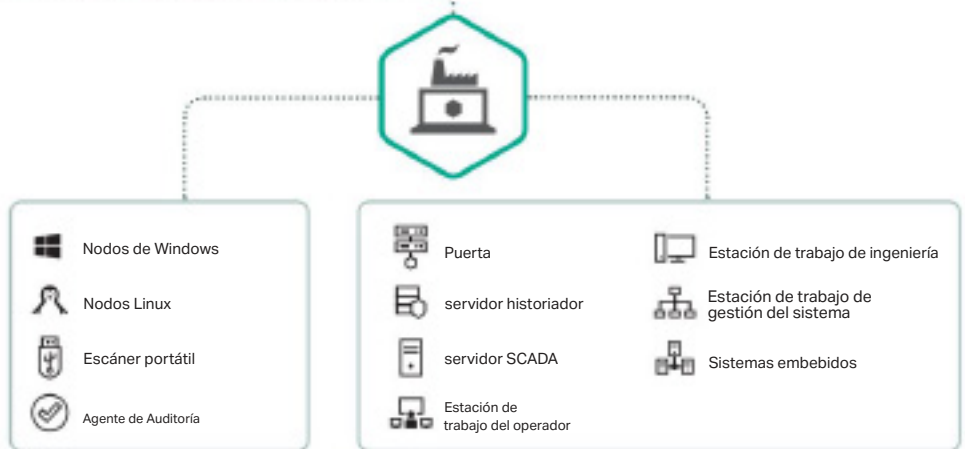 Nodos de Windows
Nodos Linux
Escáner portátil
Agente de Auditoría
Puerta
servidor historiador
servidor SCADA
Estación de
trabajo del operador
Estación de trabajo de ingeniería
Estación de trabajo de
gestión del sistema
Sistemas embebidos